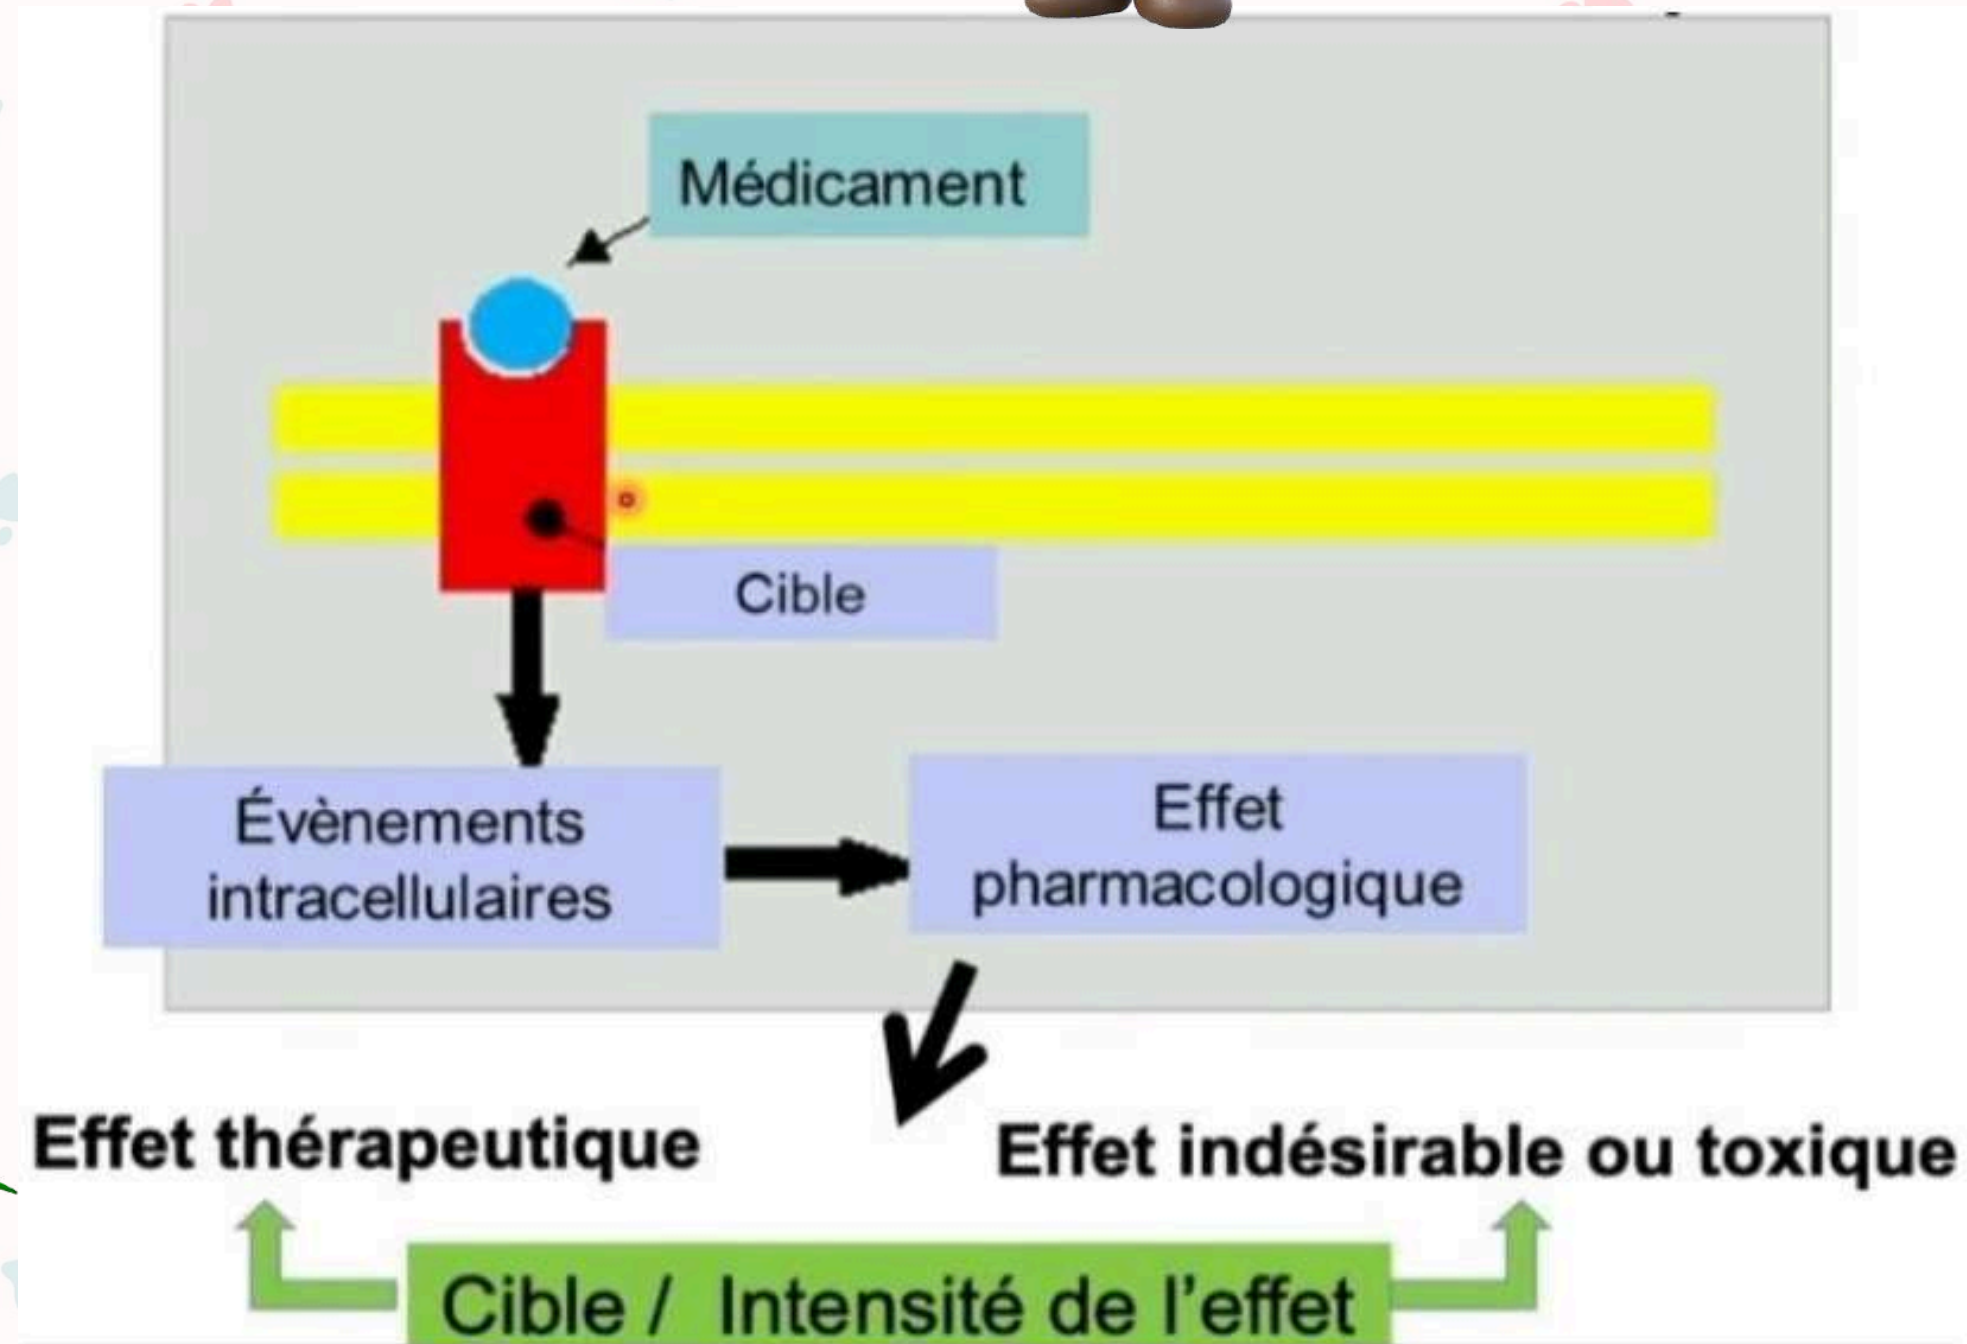 Médicament
Cible
Évènements
intracellulaires
Effet
pharmacologique
Effet thérapeutique
Effet indésirable ou toxique
Cible / Intensité de l'effet